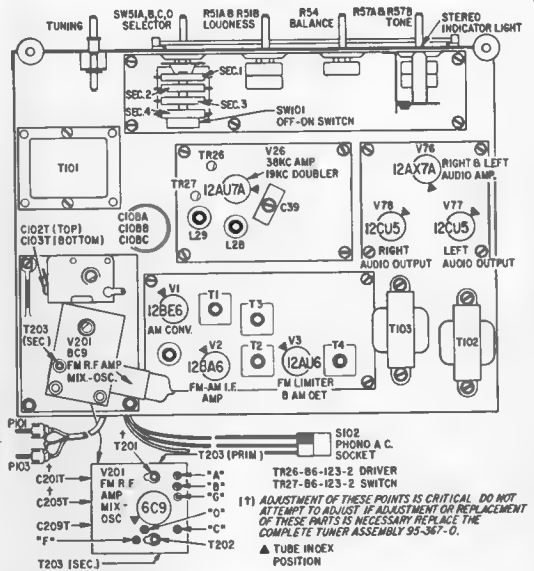 TUNING
SW51A,B,C,D
SELECTOR
R51A & R51B
LOUDNESS
R54
BALANCE
R57A & R57B
TONE
STEREO
INDICATOR LIGHT
SEC.1
SEC.2
SEC.3
SEC.4
SW101
OFF-ON SWITCH
T101
TR26
TR27
V26
38KC AMP
19KC DOUBLER
12AU7A
C39
L29
L28
V76
12AX7A
RIGHT & LEFT
AUDIO AMP.
V78
12CU5
RIGHT
AUDIO OUTPUT
V77
12CU5
LEFT
AUDIO OUTPUT
C102T (TOP)
C103T (BOTTOM)
C108A
C108B
C108C
T203
(SEC)
V201
8C9
FM R.F AMP
MIX-OSC.
V1
12BE6
AM CONV.
T1
T3
V2
12BA6
FM-AM I.F.
AMP
T2
V3
12AU6
FM LIMITER
& AM DET
T4
T103
T102
P101
P103
†
T201
T203 (PRIM)
S102
PHONO A C.
SOCKET
TR26-86-123-2 DRIVER
TR27-86-123-2 SWITCH
†
C201T
†
C205T
C209T
"F"
V201
FM R F
AMP
MIX-
OSC
6C9
"A"
"B"
"G"
"D"
"C"
T202
T203 (SEC.)
(†) ADJUSTMENT OF THESE POINTS IS CRITICAL DO NOT
ATTEMPT TO ADJUST IF ADJUSTMENT OR REPLACEMENT
OF THESE PARTS IS NECESSARY REPLACE THE
COMPLETE TUNER ASSEMBLY 95-367-0.
▲ TUBE INDEX
POSITION